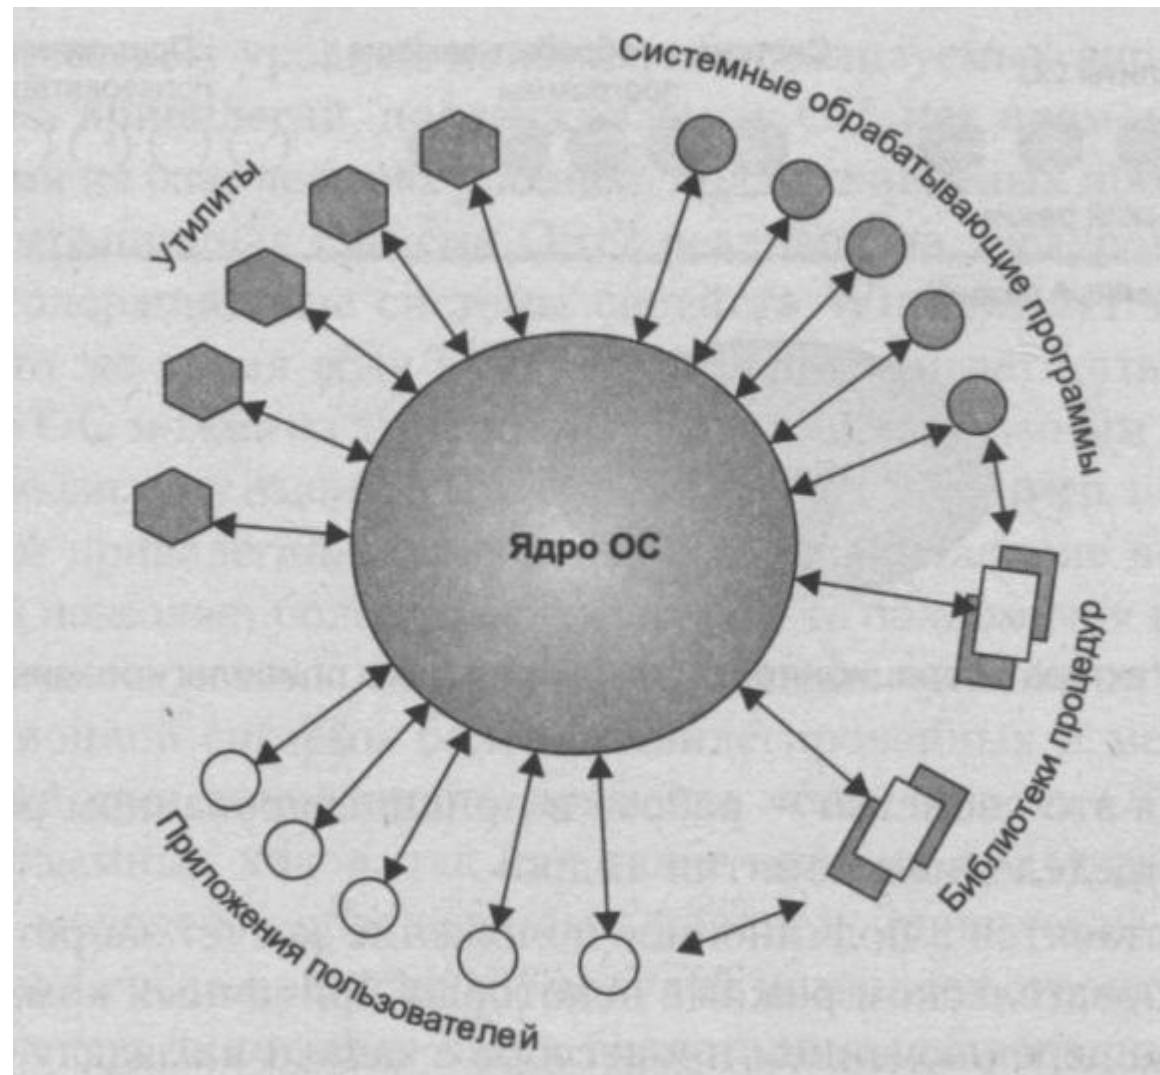 Системные обрабатывающие программы
Утилиты
Ядро ОС
Библиотеки процедур
Приложения пользователей